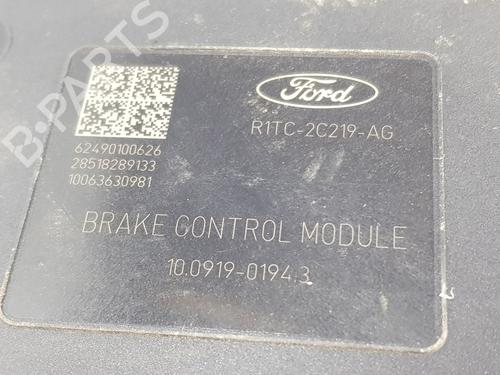 Ford
R1TC-2C219-AG
62490100626
28518289133
10063630981
BRAKE CONTROL MODULE
10.0919-0194.3
B-PARTS